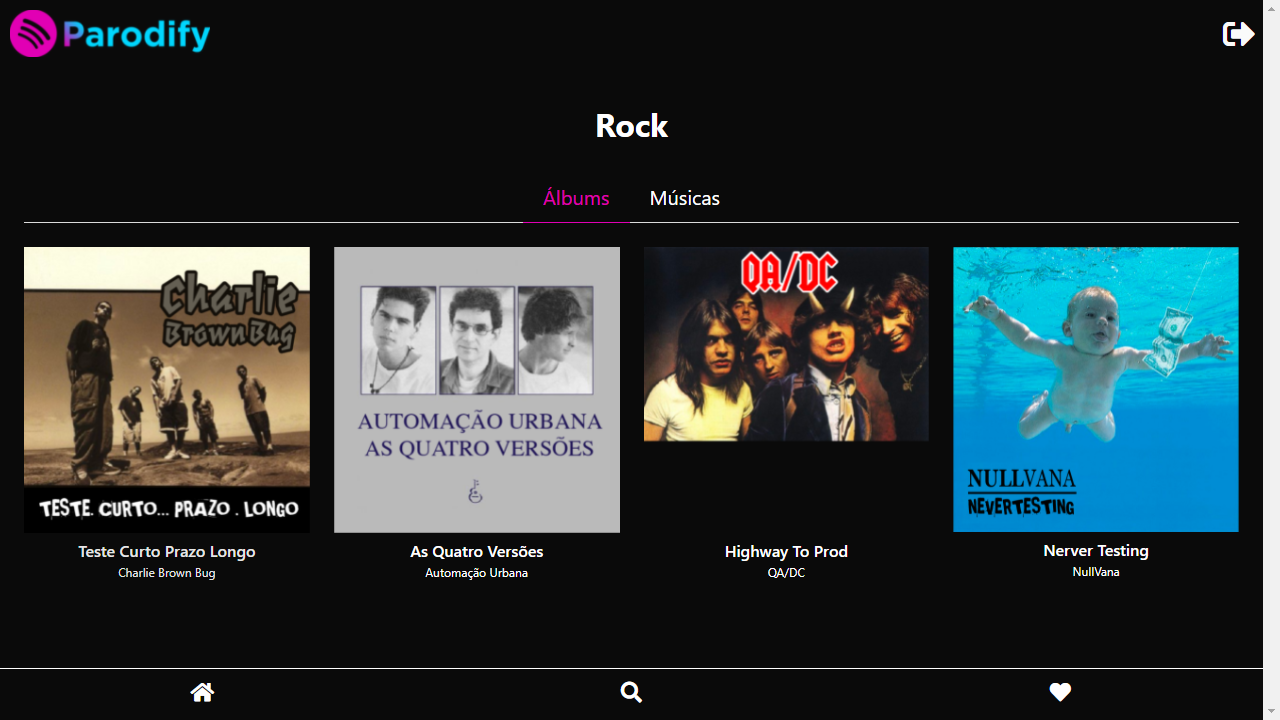 Parodify
Rock
Álbums
Músicas
Charlie
Brown Bug
TESTE. CURTO... PRAZO . LONGO
Teste Curto Prazo Longo
Charlie Brown Bug
AUTOMAÇÃO URBANA
AS QUATRO VERSÕES
As Quatro Versões
Automação Urbana
QA/DC
Highway To Prod
QA/DC
NULLVANA
NEVERTESTING
Nerver Testing
NullVana